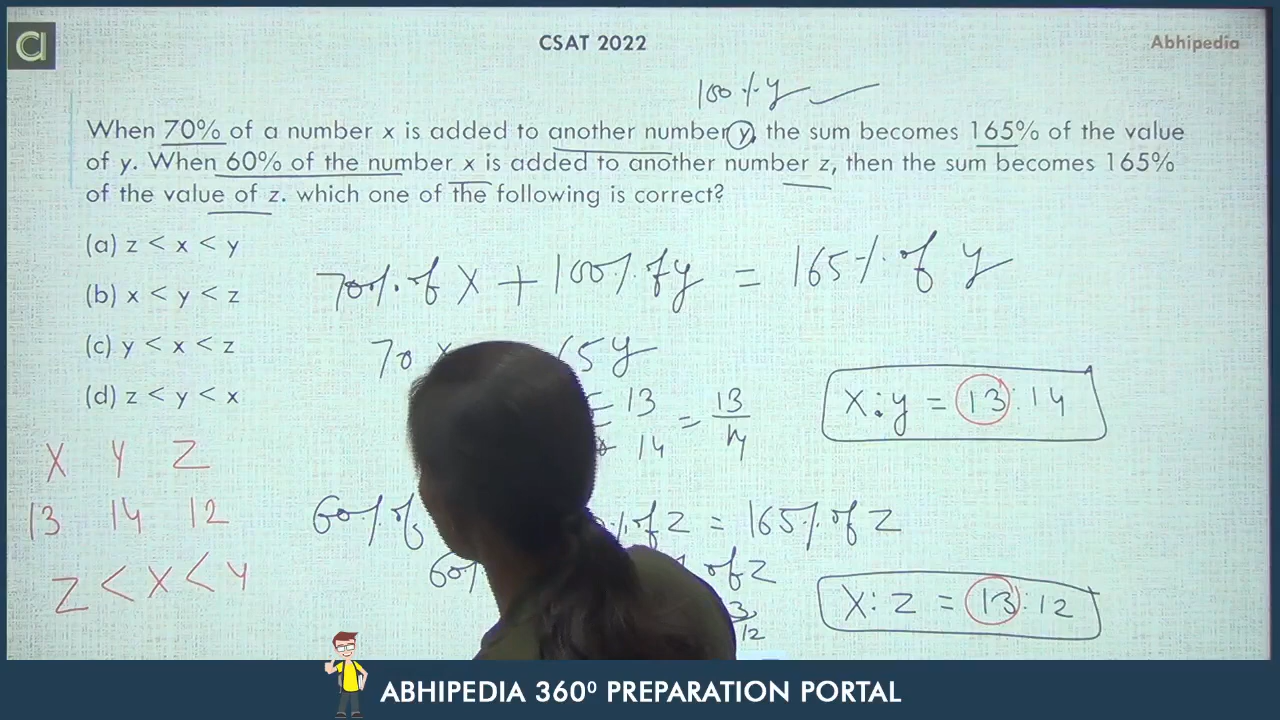 CSAT 2022
Abhipedia
100% y
When 70% of a number x is added to another number y, the sum becomes 165% of the value
of y. When 60% of the number x is added to another number z, then the sum becomes 165%
of the value of z. which one of the following is correct?
(a) z < x < y
(b) x < y < z
(c) y < x < z
(d) z < y < x
70% of X + 100% of y = 165% of y
70 X 65 y
= 13 = 13
14 14
X : y = 13 : 14
X Y Z
13 14 12
Z < X < Y
60% of % of Z = 165% of Z
60% of Z
12
X : Z = 13 : 12
ABHIPEDIA 360⁰ PREPARATION PORTAL